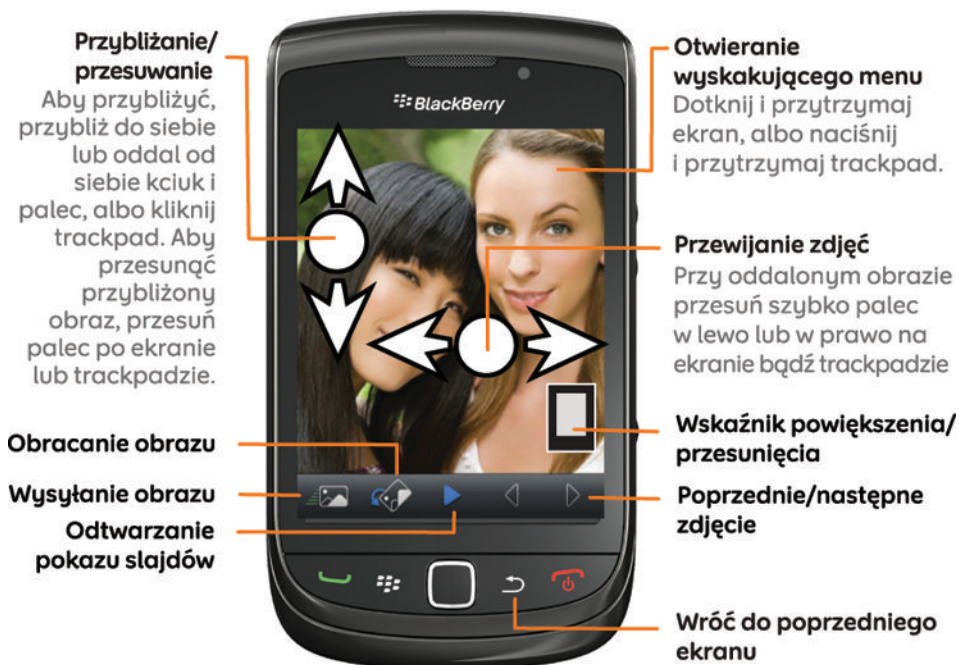 Przybliżanie/
przesuwanie
Aby przybliżyć,
przybliż do siebie
lub oddal od
siebie kciuk i
palec, albo kliknij
trackpad. Aby
przesunąć
przybliżony
obraz, przesuń
palec po ekranie
lub trackpadzie.
Obracanie obrazu
Wysyłanie obrazu
Odtwarzanie
pokazu slajdów
BlackBerry
Otwieranie
wyskakującego menu
Dotknij i przytrzymaj
ekran, albo naciśnij
i przytrzymaj trackpad.
Przewijanie zdjęć
Przy oddalonym obrazie
przesuń szybko palec
w lewo lub w prawo na
ekranie bądź trackpadzie
Wskaźnik powiększenia/
przesunięcia
Poprzednie/następne
zdjęcie
Wróć do poprzedniego
ekranu